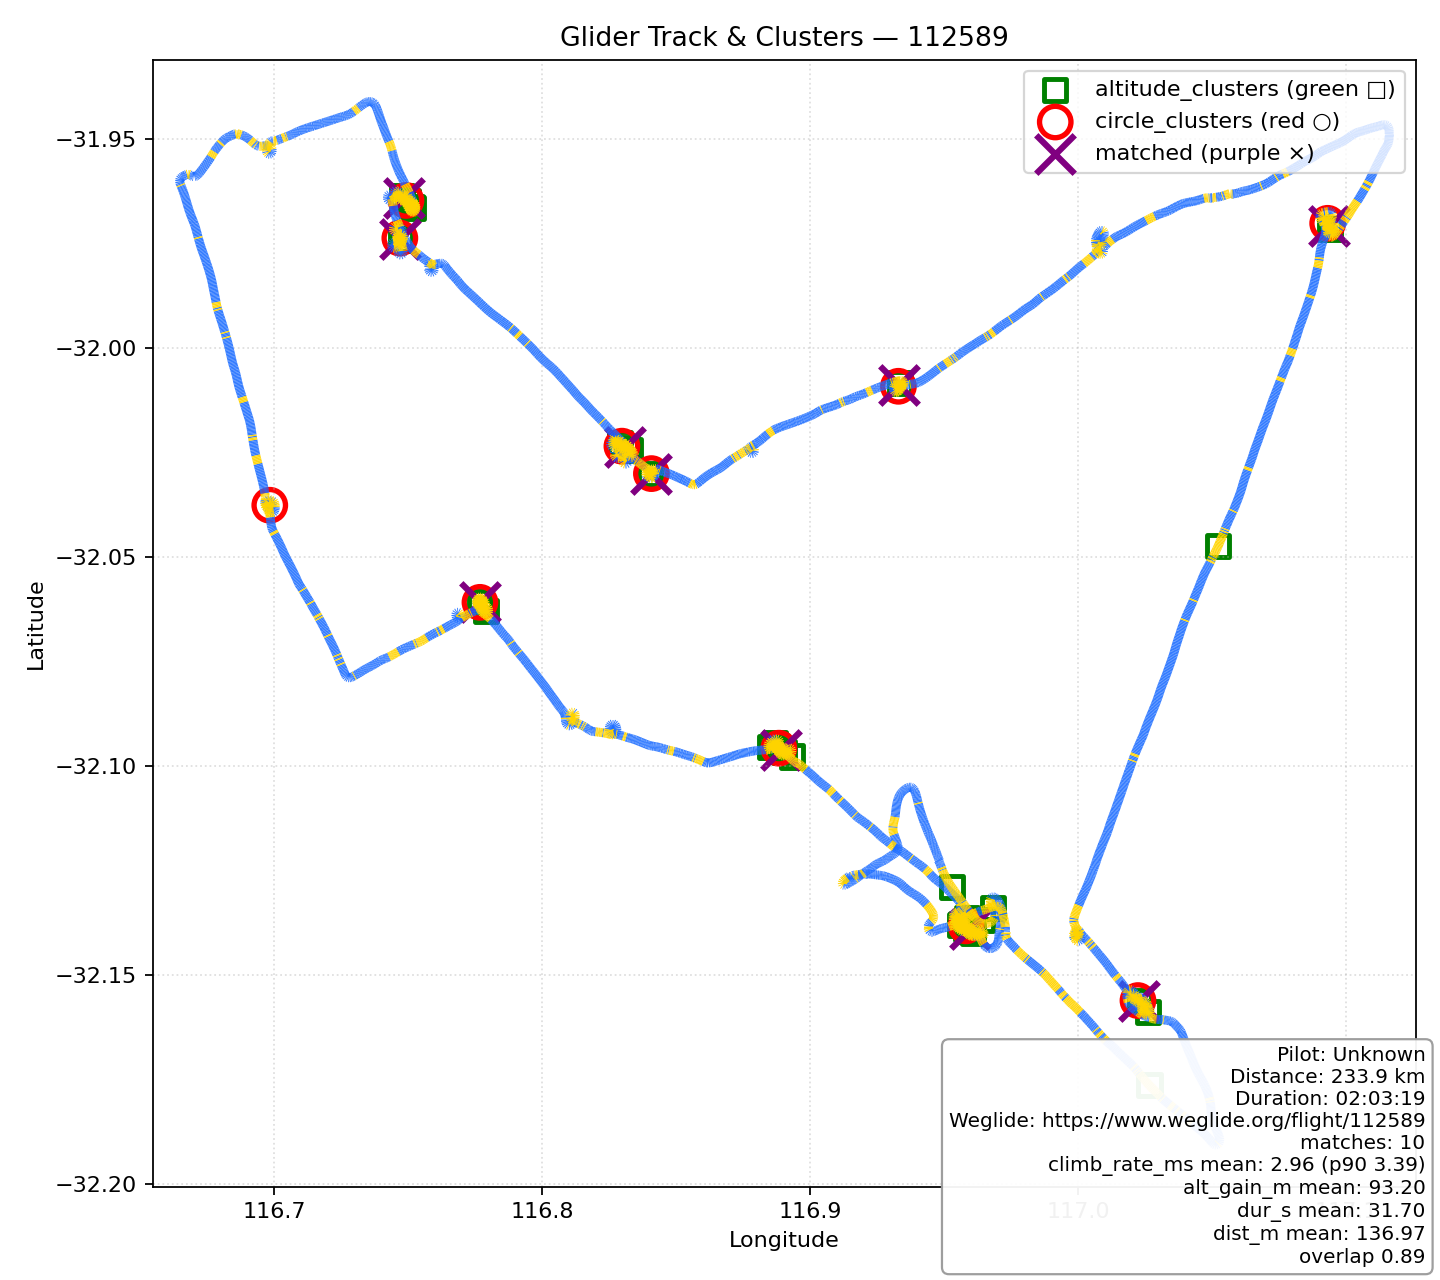 Glider Track & Clusters — 112589
altitude_clusters (green □)
circle_clusters (red ○)
matched (purple ×)
−31.95
−32.00
−32.05
−32.10
−32.15
−32.20
Latitude
116.7
116.8
116.9
117.0
Longitude
Pilot: Unknown
Distance: 233.9 km
Duration: 02:03:19
Weglide: https://www.weglide.org/flight/112589
matches: 10
climb_rate_ms mean: 2.96 (p90 3.39)
alt_gain_m mean: 93.20
dur_s mean: 31.70
dist_m mean: 136.97
overlap 0.89